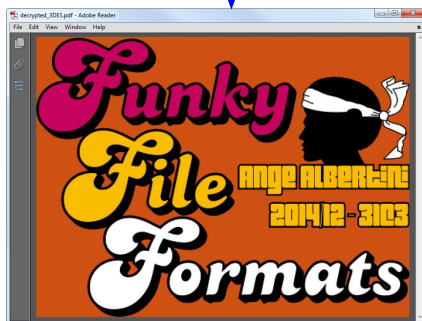 decrypted_3DES.pdf - Adobe Reader
File Edit View Window Help
Funky
File
Ange Albertini
2014/12 - 31C3
Formats